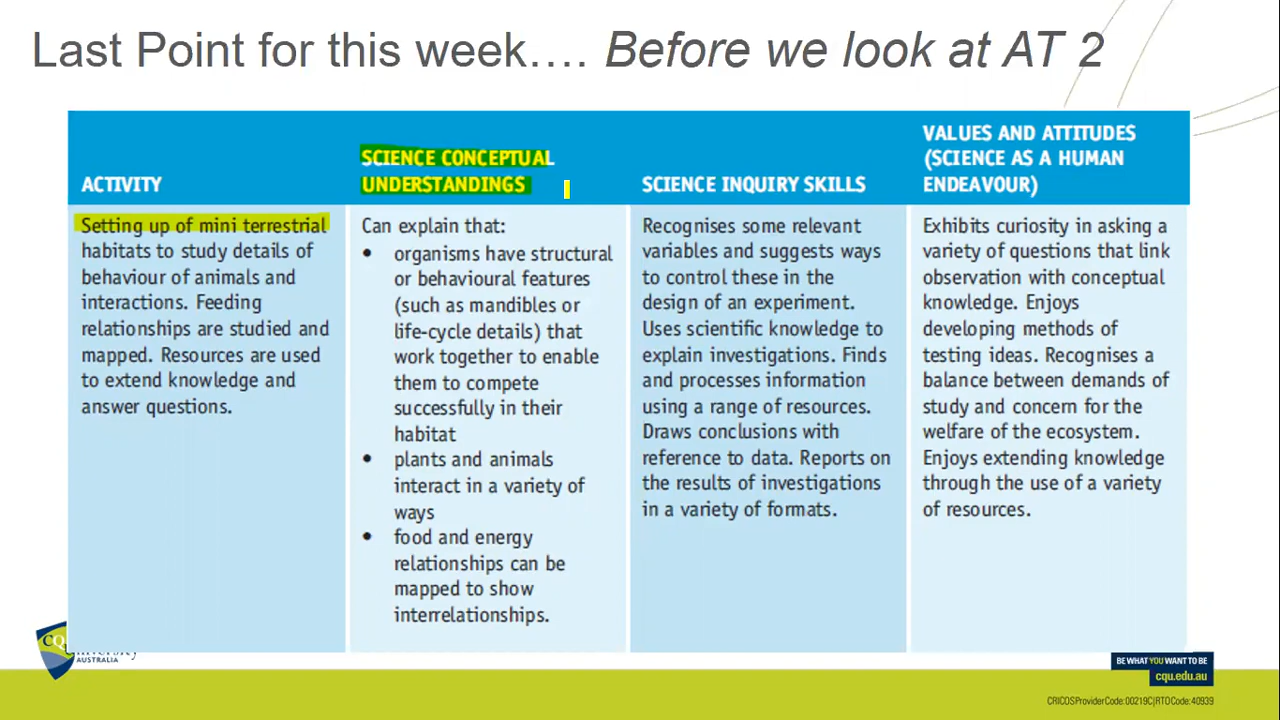 Last Point for this week…. Before we look at AT 2
ACTIVITY
SCIENCE CONCEPTUAL
UNDERSTANDINGS
SCIENCE INQUIRY SKILLS
VALUES AND ATTITUDES
(SCIENCE AS A HUMAN
ENDEAVOUR)
Setting up of mini terrestrial
habitats to study details of
behaviour of animals and
interactions. Feeding
relationships are studied and
mapped. Resources are used
to extend knowledge and
answer questions.
Can explain that:
• organisms have structural
or behavioural features
(such as mandibles or
life-cycle details) that
work together to enable
them to compete
successfully in their
habitat
• plants and animals
interact in a variety of
ways
• food and energy
relationships can be
mapped to show
interrelationships.
Recognises some relevant
variables and suggests ways
to control these in the
design of an experiment.
Uses scientific knowledge to
explain investigations. Finds
and processes information
using a range of resources.
Draws conclusions with
reference to data. Reports on
the results of investigations
in a variety of formats.
Exhibits curiosity in asking a
variety of questions that link
observation with conceptual
knowledge. Enjoys
developing methods of
testing ideas. Recognises a
balance between demands of
study and concern for the
welfare of the ecosystem.
Enjoys extending knowledge
through the use of a variety
of resources.
AUSTRALIA
BE WHAT YOU WANT TO BE
cqu.edu.au
CRICOSProviderCode:00219C|RTOCode:40939